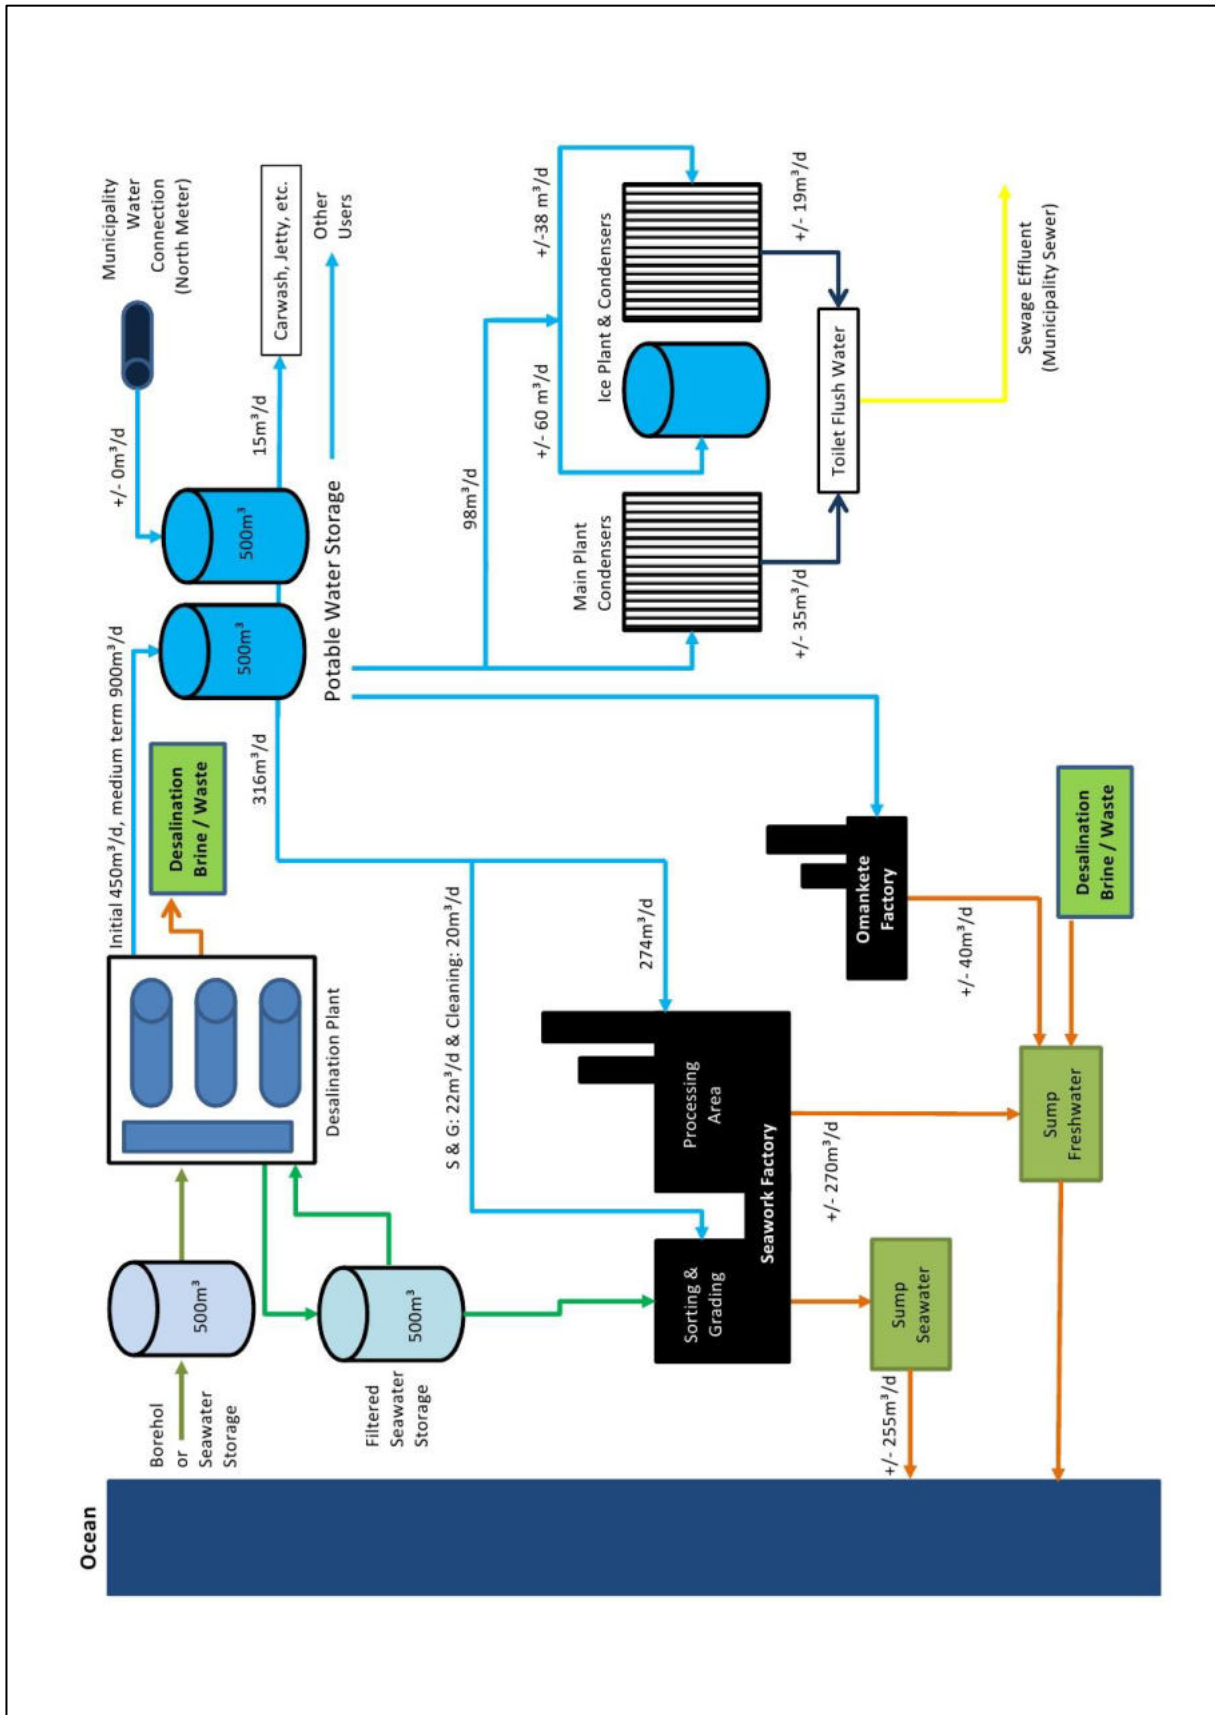 Ocean
Borehol
or
Seawater
Storage
500m³
Filtered
Seawater
Storage
500m³
Desalination Plant
Desalination
Brine / Waste
Initial 450m³/d, medium term 900m³/d
500m³
500m³
Potable Water Storage
+/- 0m³/d
Municipality
Water
Connection
(North Meter)
15m³/d
Carwash, Jetty, etc.
Other
Users
316m³/d
S & G: 22m³/d & Cleaning: 20m³/d
274m³/d
98m³/d
+/- 60 m³/d
+/-38 m³/d
Ice Plant & Condensers
Main Plant
Condensers
+/- 35m³/d
+/- 19m³/d
Toilet Flush Water
Sewage Effluent
(Municipality Sewer)
Sorting &
Grading
Processing
Area
Seawork Factory
Omankete
Factory
+/- 270m³/d
+/- 40m³/d
Sump
Seawater
+/- 255m³/d
Sump
Freshwater
Desalination
Brine / Waste